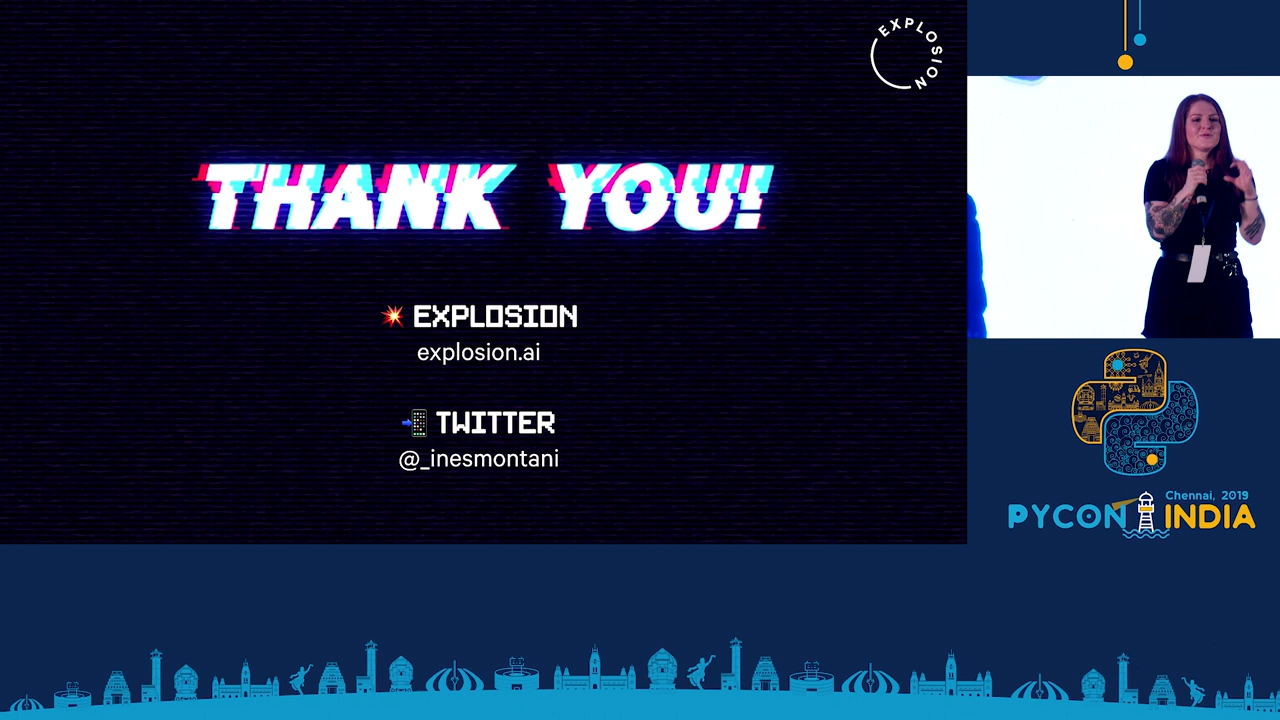 EXPLOSION
THANK YOU!
💥 EXPLOSION
explosion.ai
📲 TWITTER
@_inesmontani
Chennai, 2019
PYCON INDIA